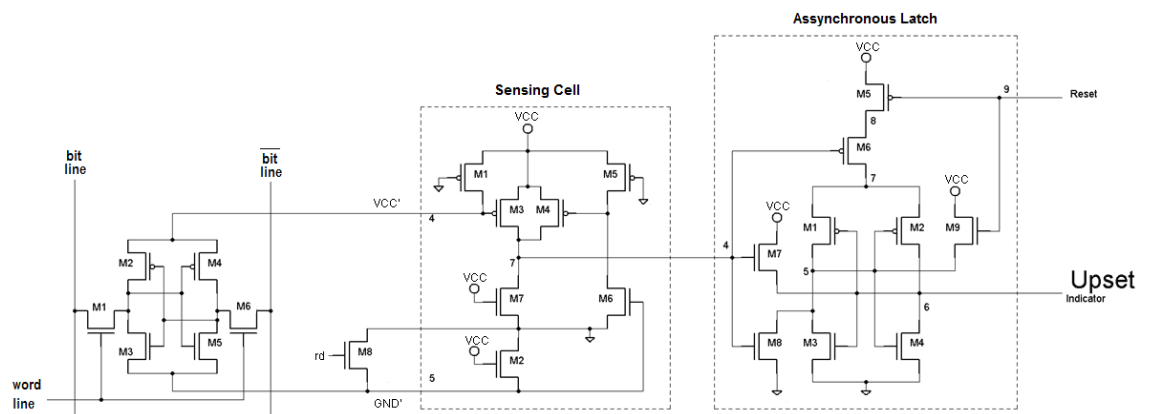 Assynchronous Latch
VCC
Sensing Cell
M5
9
Reset
8
VCC
M6
bit
line
bit
line
M1
M5
7
VCC
VCC'
4
M3
M4
VCC
M1
M2
M9
4
M7
M2
M4
7
5
VCC
Upset
Indicator
M1
M6
M7
M6
6
M3
M5
M8
VCC
M2
M8
M3
M4
rd
word
line
5
GND'